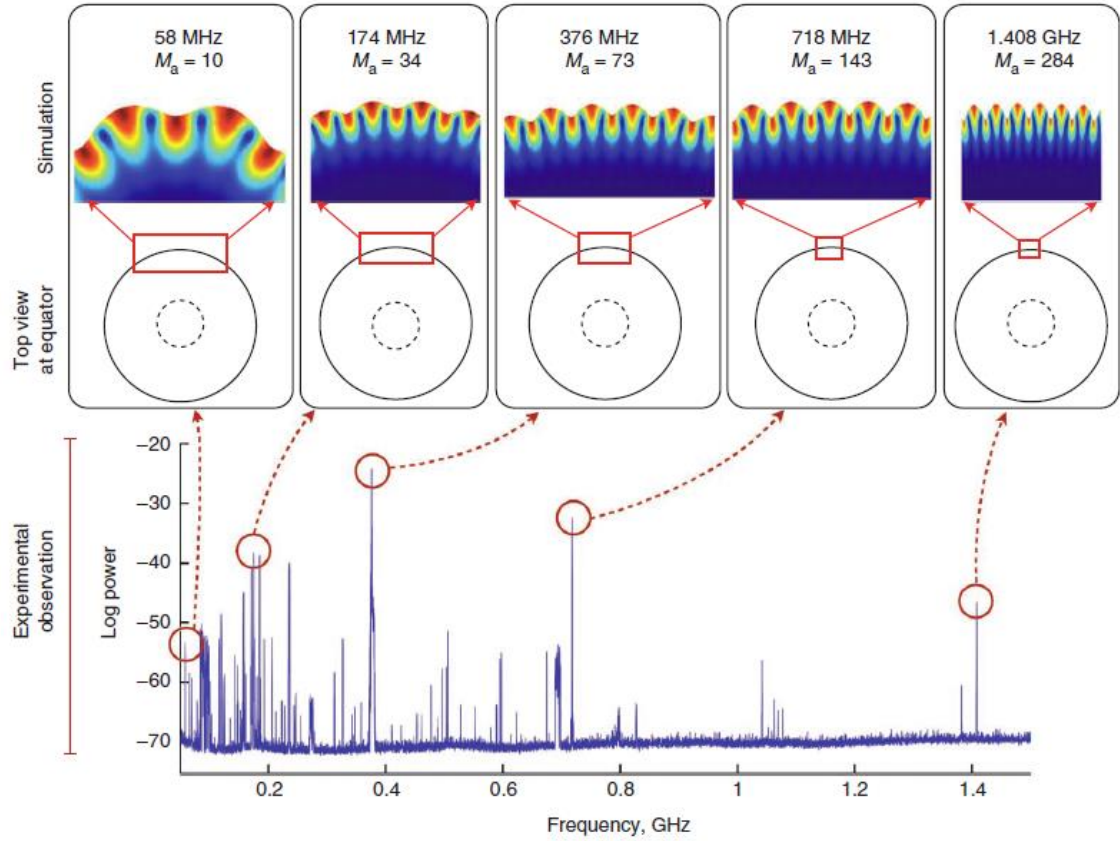 58 MHz
Ma = 10
174 MHz
Ma = 34
376 MHz
Ma = 73
718 MHz
Ma = 143
1.408 GHz
Ma = 284
Simulation
Top view
at equator
Experimental
observation
Log power
−20
−30
−40
−50
−60
−70
0.2
0.4
0.6
0.8
1
1.2
1.4
Frequency, GHz